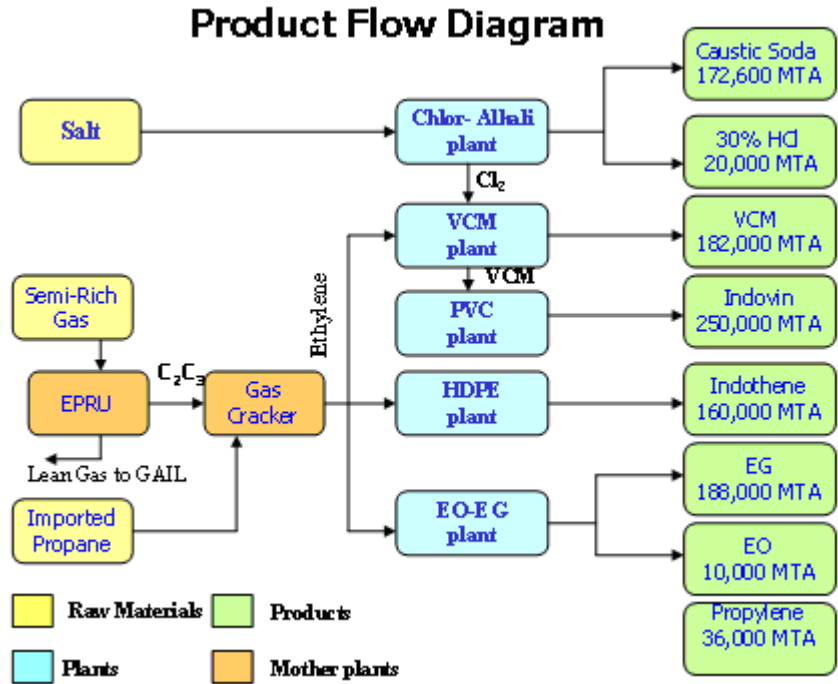 Product Flow Diagram
Caustic Soda
172,600 MTA
Salt
Chlor- Alkali
plant
30% HCl
20,000 MTA
Cl₂
VCM
plant
VCM
182,000 MTA
VCM
Semi-Rich
Gas
Ethylene
PVC
plant
Indovin
250,000 MTA
C₂C₃
EPRU
Gas
Cracker
HDPE
plant
Indothene
160,000 MTA
Lean Gas to GAIL
EG
188,000 MTA
Imported
Propane
EO-EG
plant
EO
10,000 MTA
Propylene
36,000 MTA
Raw Materials
Products
Plants
Mother plants